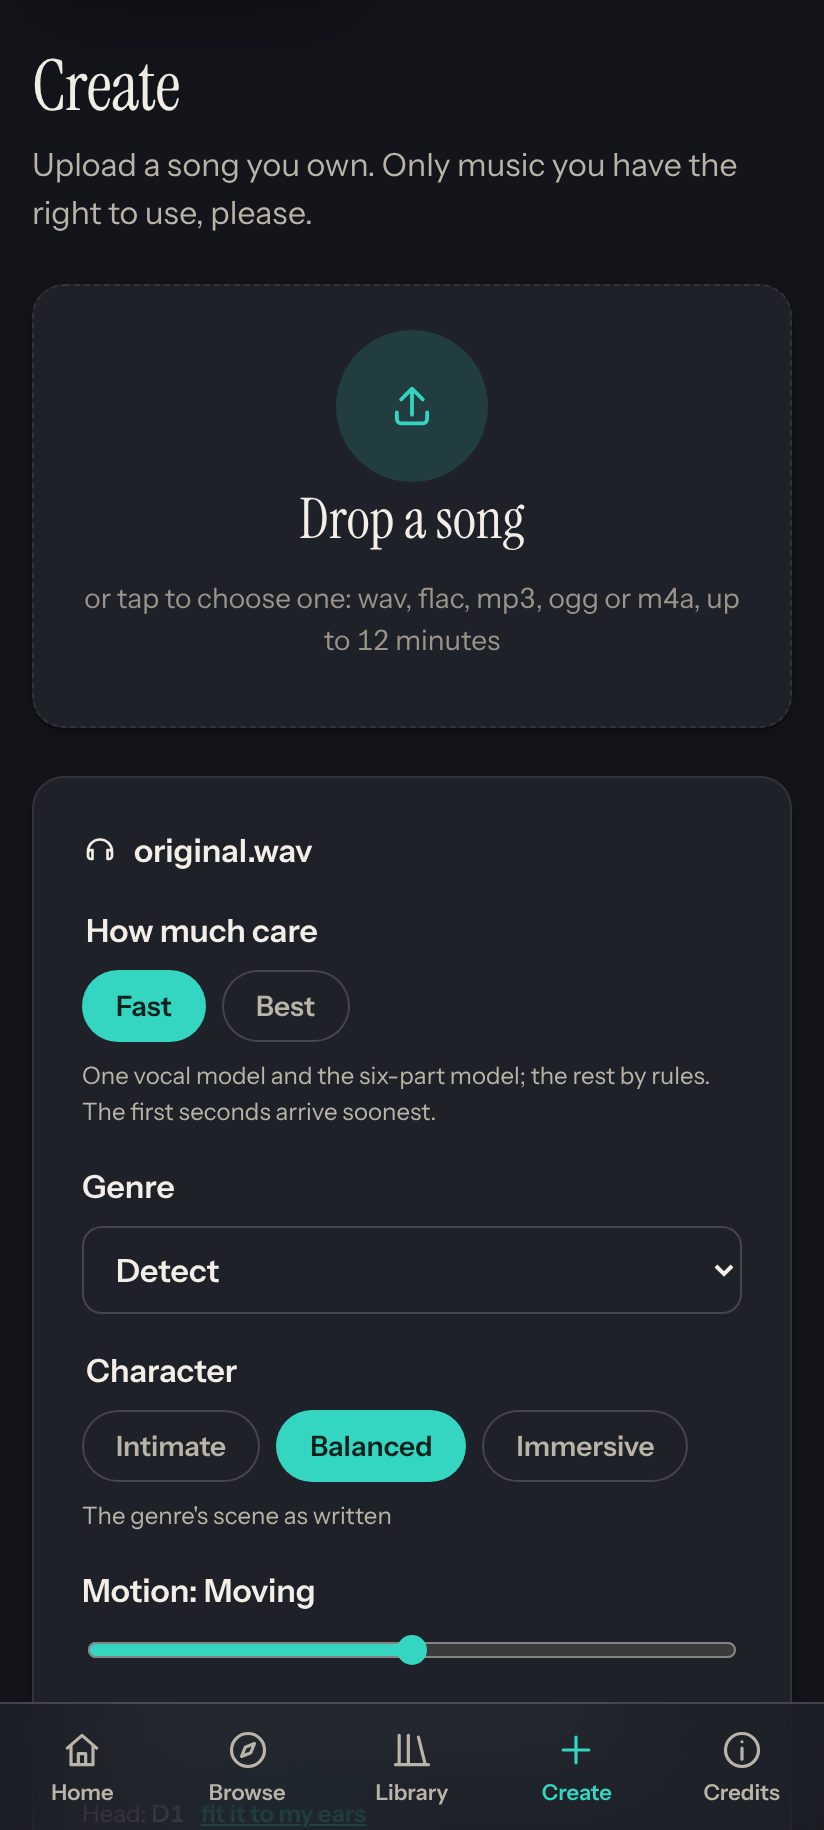 Create
Upload a song you own. Only music you have the
right to use, please.
Drop a song
or tap to choose one: wav, flac, mp3, ogg or m4a, up
to 12 minutes
original.wav
How much care
Fast Best
One vocal model and the six-part model; the rest by rules.
The first seconds arrive soonest.
Genre
Detect
Character
Intimate Balanced Immersive
The genre's scene as written
Motion: Moving
Home Browse Library Create Credits
Head: D1 fit it to my ears